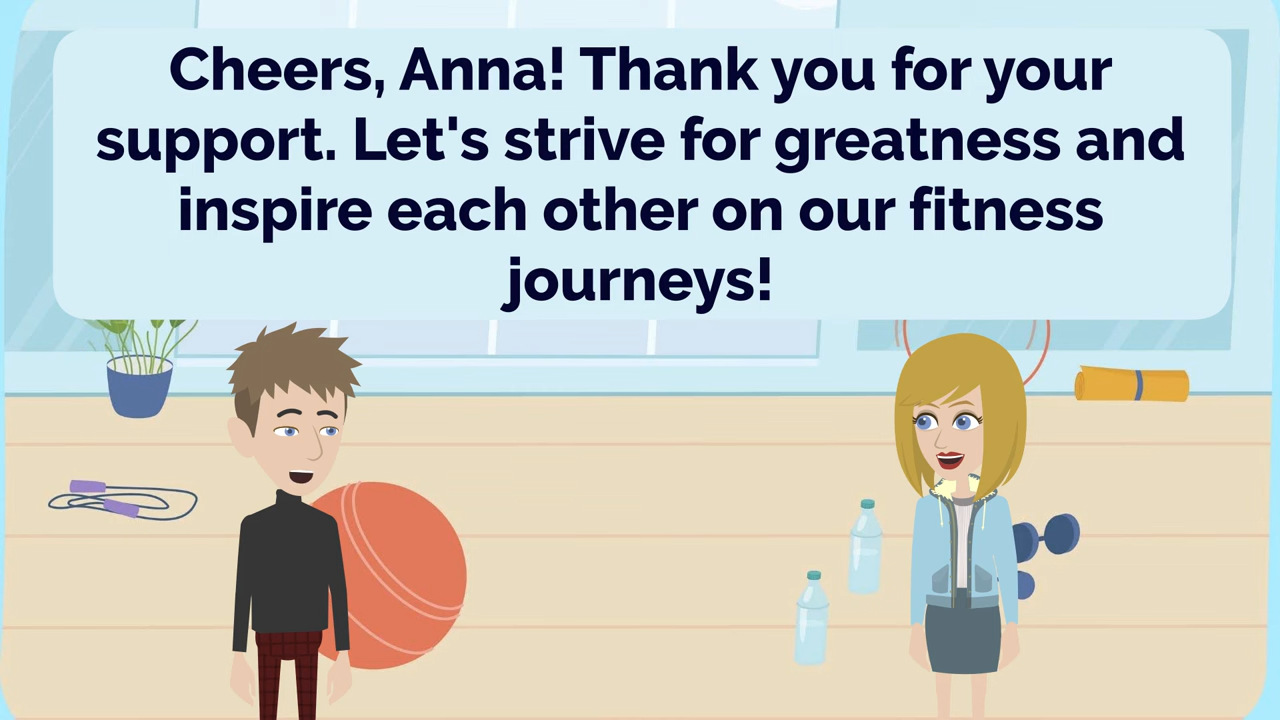 Cheers, Anna! Thank you for your
support. Let's strive for greatness and
inspire each other on our fitness
journeys!